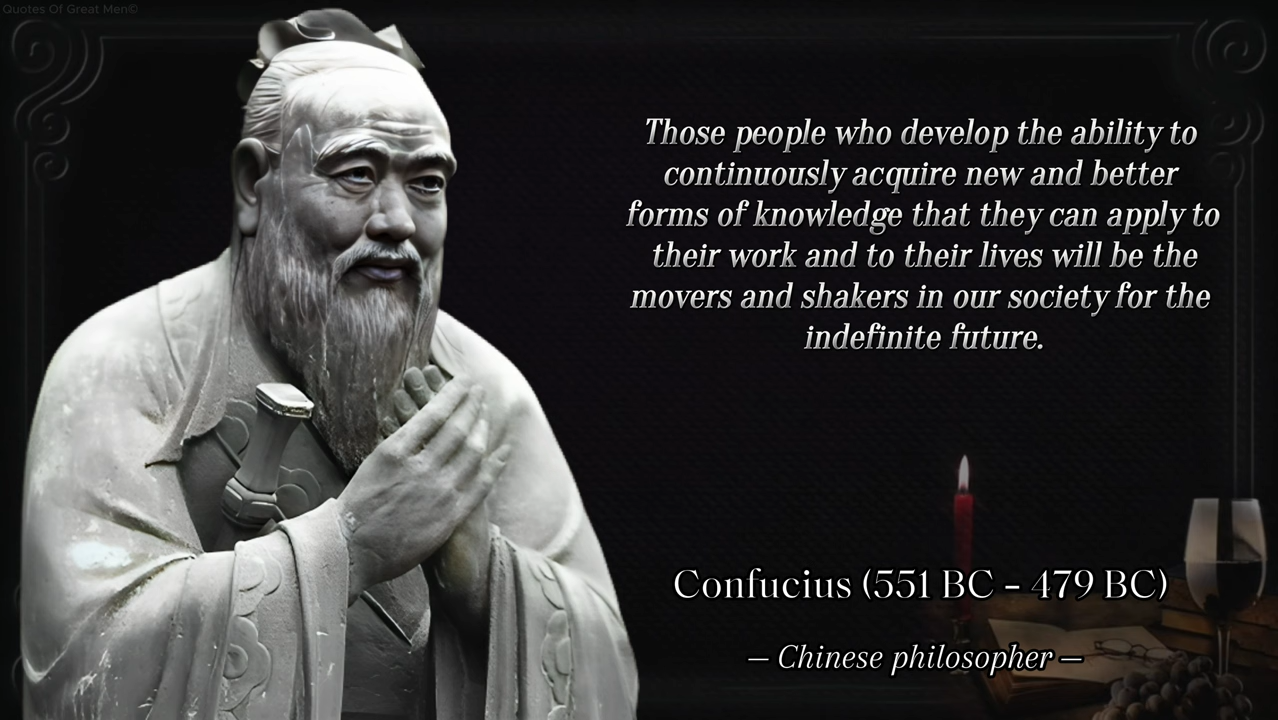 Quotes Of Great Men©
Those people who develop the ability to
continuously acquire new and better
forms of knowledge that they can apply to
their work and to their lives will be the
movers and shakers in our society for the
indefinite future.
Confucius (551 BC - 479 BC)
— Chinese philosopher —